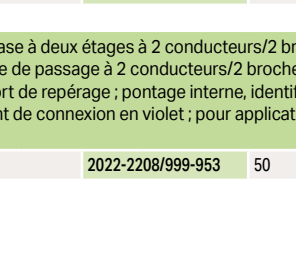 ase à deux étages à 2 conducteurs/2 br
e de passage à 2 conducteurs/2 broche
rt de repérage ; pontage interne, identif
nt de connexion en violet ; pour applicat
2022-2208/999-953 50